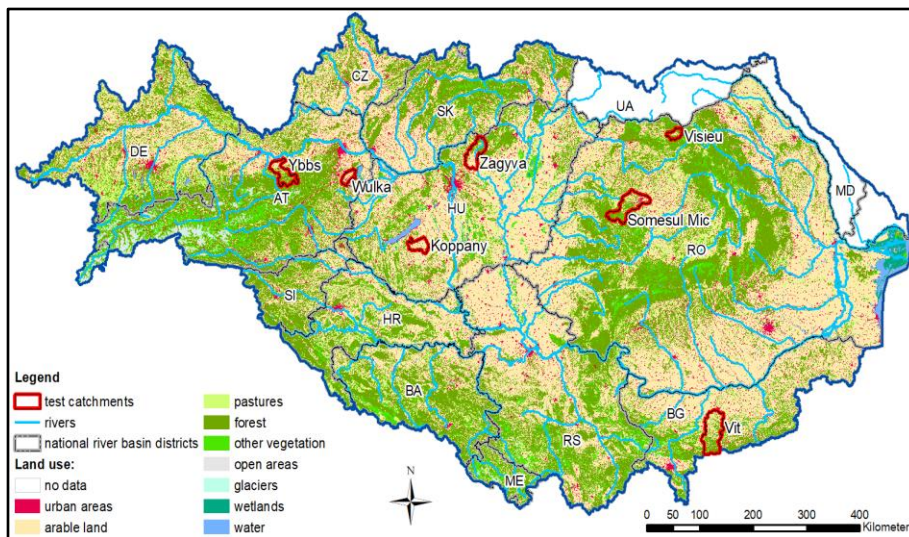 CZ
UA
SK
DE
Visieu
Ybbs
Zagyva
Wulka
MD
AT
HU
Somesul Mic
Koppany
RO
SI
HR
BA
BG
Vit
RS
ME
Legend
test catchments
rivers
national river basin districts
Land use:
no data
urban areas
arable land
pastures
forest
other vegetation
open areas
glaciers
wetlands
water
N
0 50 100 200 300 400
Kilometer